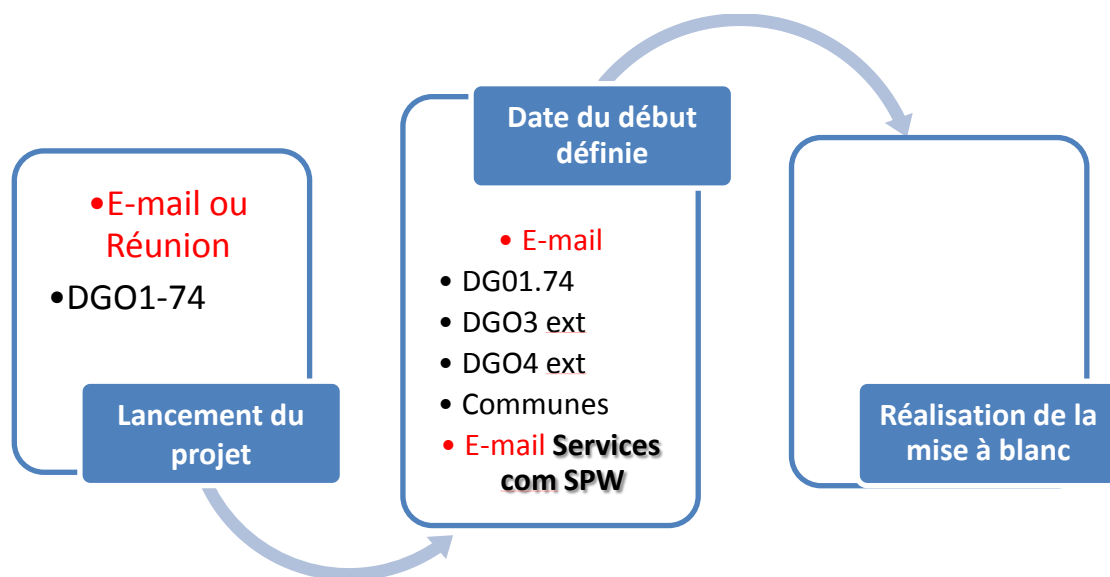 •E-mail ou
Réunion
•DGO1-74
Lancement du
projet
Date du début
définie
• E-mail
• DG01.74
• DGO3 ext
• DGO4 ext
• Communes
• E-mail Services
com SPW
Réalisation de la
mise à blanc